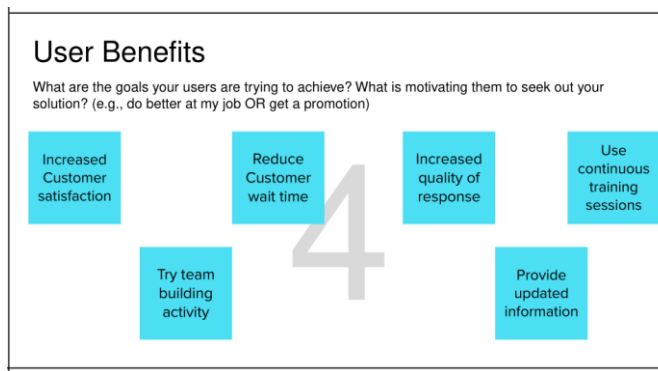 User Benefits
What are the goals your users are trying to achieve? What is motivating them to seek out your
solution? (e.g., do better at my job OR get a promotion)
Increased
Customer
satisfaction
Reduce
Customer
wait time
Increased
quality of
response
Use
continuous
training
sessions
4
Try team
building
activity
Provide
updated
information